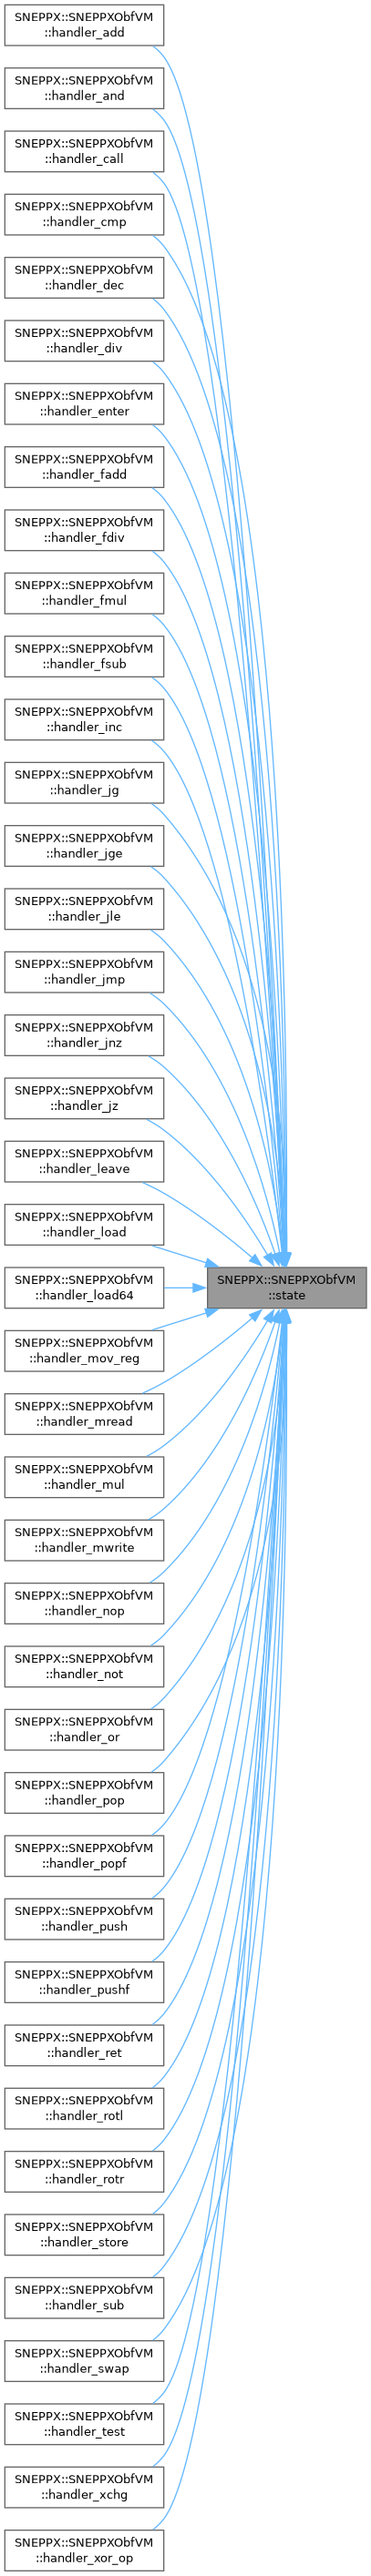 SNEPPX::SNEPPXObfVM
::handler_add
SNEPPX::SNEPPXObfVM
::handler_and
SNEPPX::SNEPPXObfVM
::handler_call
SNEPPX::SNEPPXObfVM
::handler_cmp
SNEPPX::SNEPPXObfVM
::handler_dec
SNEPPX::SNEPPXObfVM
::handler_div
SNEPPX::SNEPPXObfVM
::handler_enter
SNEPPX::SNEPPXObfVM
::handler_fadd
SNEPPX::SNEPPXObfVM
::handler_fdiv
SNEPPX::SNEPPXObfVM
::handler_fmul
SNEPPX::SNEPPXObfVM
::handler_fsub
SNEPPX::SNEPPXObfVM
::handler_inc
SNEPPX::SNEPPXObfVM
::handler_jg
SNEPPX::SNEPPXObfVM
::handler_jge
SNEPPX::SNEPPXObfVM
::handler_jle
SNEPPX::SNEPPXObfVM
::handler_jmp
SNEPPX::SNEPPXObfVM
::handler_jnz
SNEPPX::SNEPPXObfVM
::handler_jz
SNEPPX::SNEPPXObfVM
::handler_leave
SNEPPX::SNEPPXObfVM
::handler_load
SNEPPX::SNEPPXObfVM
::handler_load64
SNEPPX::SNEPPXObfVM
::state
SNEPPX::SNEPPXObfVM
::handler_mov_reg
SNEPPX::SNEPPXObfVM
::handler_mread
SNEPPX::SNEPPXObfVM
::handler_mul
SNEPPX::SNEPPXObfVM
::handler_mwrite
SNEPPX::SNEPPXObfVM
::handler_nop
SNEPPX::SNEPPXObfVM
::handler_not
SNEPPX::SNEPPXObfVM
::handler_or
SNEPPX::SNEPPXObfVM
::handler_pop
SNEPPX::SNEPPXObfVM
::handler_popf
SNEPPX::SNEPPXObfVM
::handler_push
SNEPPX::SNEPPXObfVM
::handler_pushf
SNEPPX::SNEPPXObfVM
::handler_ret
SNEPPX::SNEPPXObfVM
::handler_rotl
SNEPPX::SNEPPXObfVM
::handler_rotr
SNEPPX::SNEPPXObfVM
::handler_store
SNEPPX::SNEPPXObfVM
::handler_sub
SNEPPX::SNEPPXObfVM
::handler_swap
SNEPPX::SNEPPXObfVM
::handler_test
SNEPPX::SNEPPXObfVM
::handler_xchg
SNEPPX::SNEPPXObfVM
::handler_xor_op